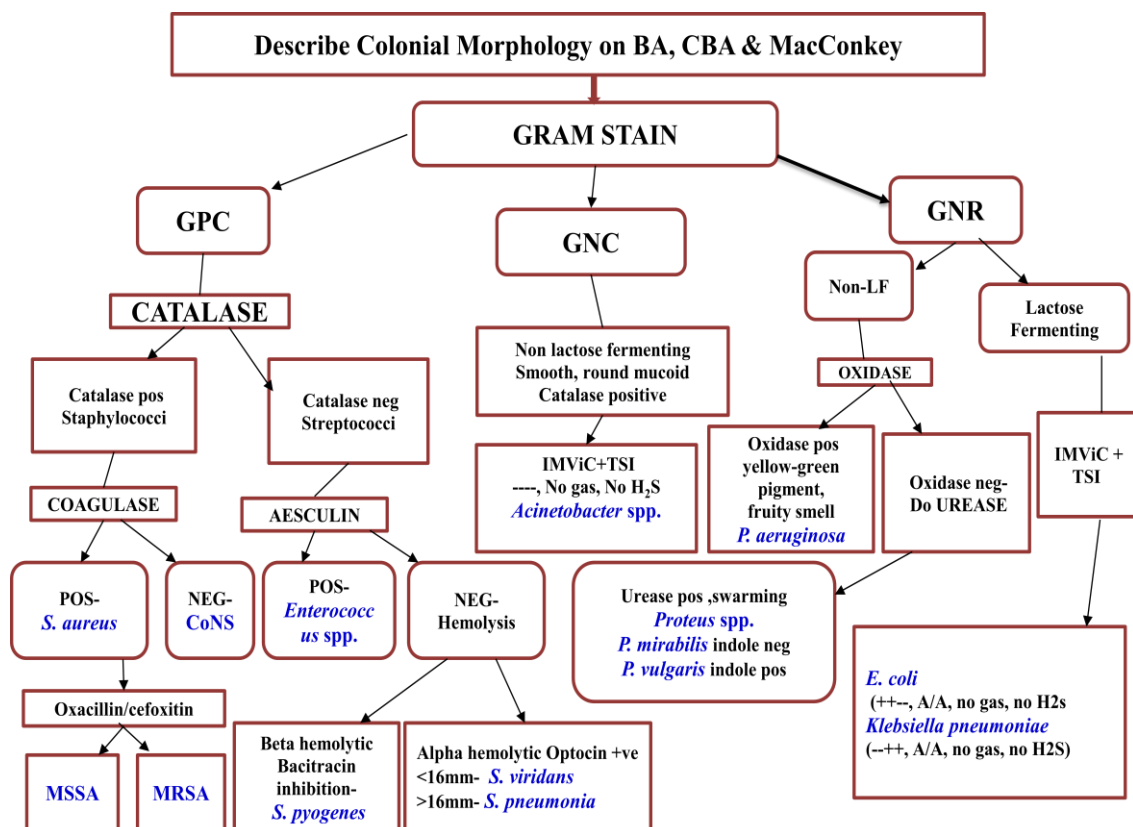 Describe Colonial Morphology on BA, CBA & MacConkey
GRAM STAIN
GPC
GNC
GNR
CATALASE
Non-LF
Lactose
Fermenting
Catalase pos
Staphylococci
Catalase neg
Streptococci
Non lactose fermenting
Smooth, round mucoid
Catalase positive
OXIDASE
COAGULASE
AESCULIN
IMViC+TSI
----, No gas, No H₂S
Acinetobacter spp.
Oxidase pos
yellow-green
pigment,
fruity smell
P. aeruginosa
Oxidase neg-
Do UREASE
IMViC +
TSI
POS-
S. aureus
NEG-
CoNS
POS-
Enterococc
us spp.
NEG-
Hemolysis
Urease pos ,swarming
Proteus spp.
P. mirabilis indole neg
P. vulgaris indole pos
Oxacillin/cefoxitin
MSSA
MRSA
Beta hemolytic
Bacitracin
inhibition-
S. pyogenes
Alpha hemolytic Optocin +ve
<16mm- S. viridans
>16mm- S. pneumonia
E. coli
(++--, A/A, no gas, no H2s
Klebsiella pneumoniae
(--++, A/A, no gas, no H2S)